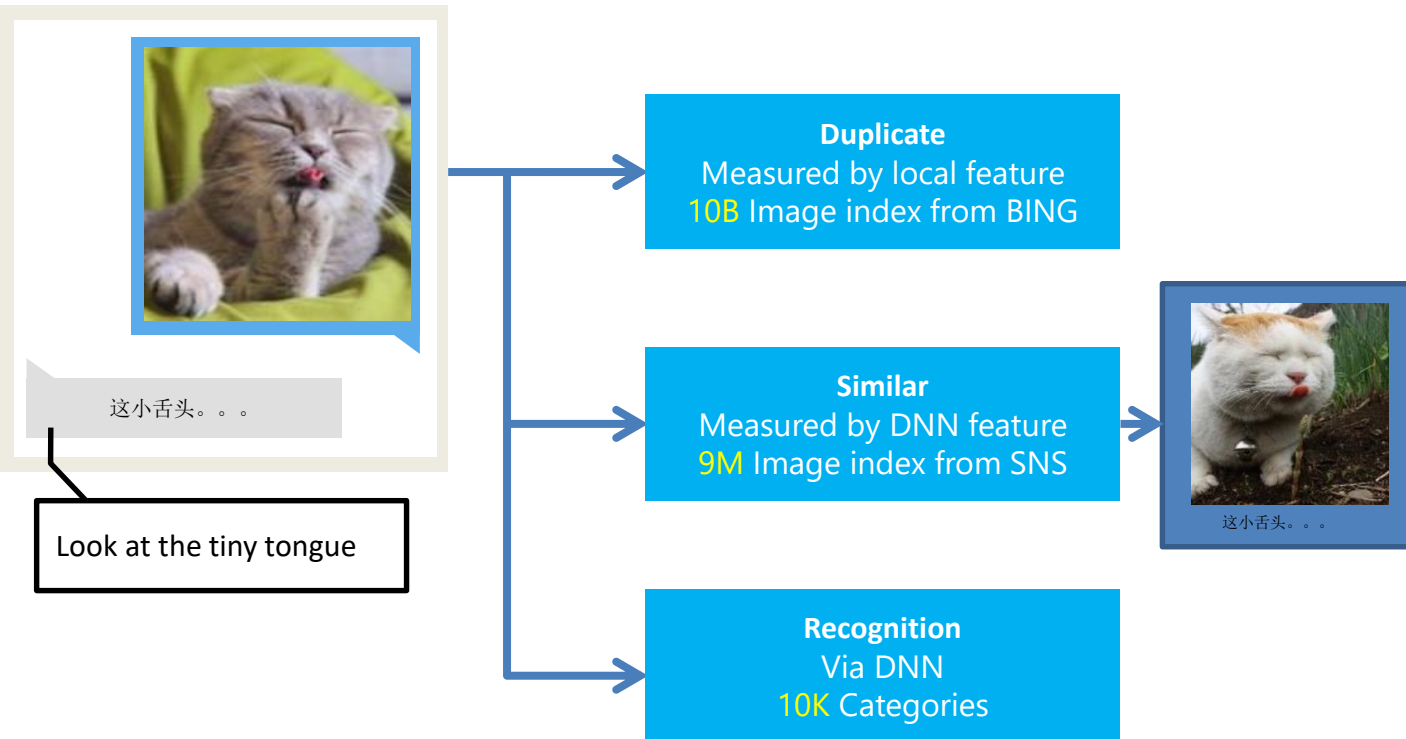 这小舌头。。。
Look at the tiny tongue
Duplicate
Measured by local feature
10B Image index from BING
Similar
Measured by DNN feature
9M Image index from SNS
这小舌头。。。
Recognition
Via DNN
10K Categories